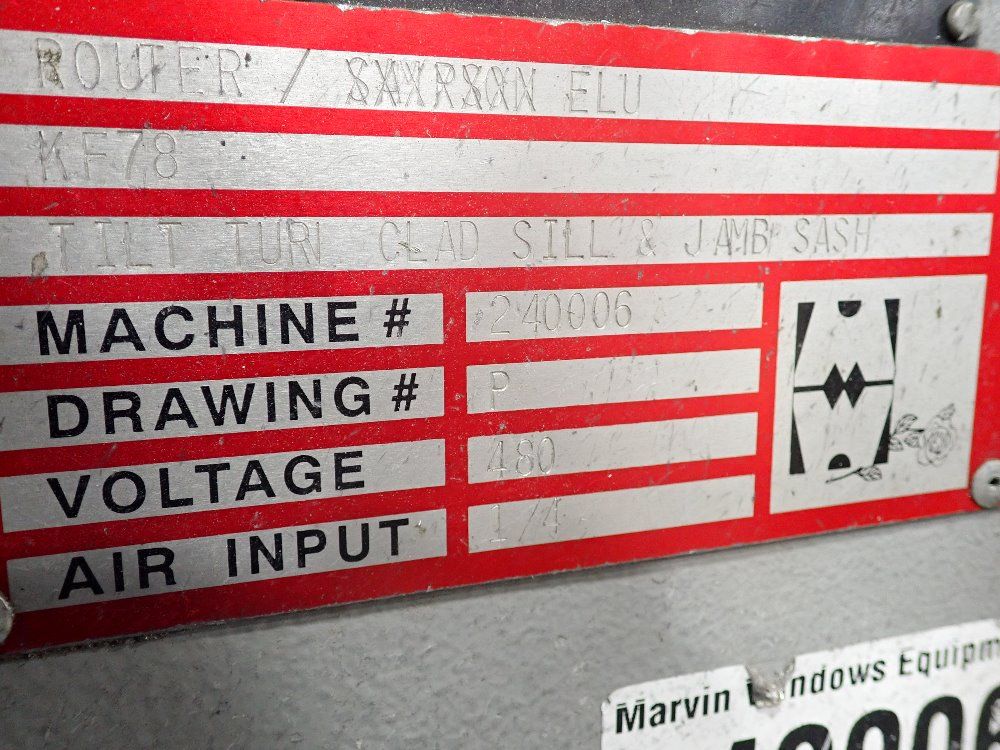 ROUTER / ELU
KF78
TILT TURN CLAD SILL & JAMB SASH
MACHINE # 240006
DRAWING # P
VOLTAGE 480
AIR INPUT 1/4
Marvin Windows Equipm